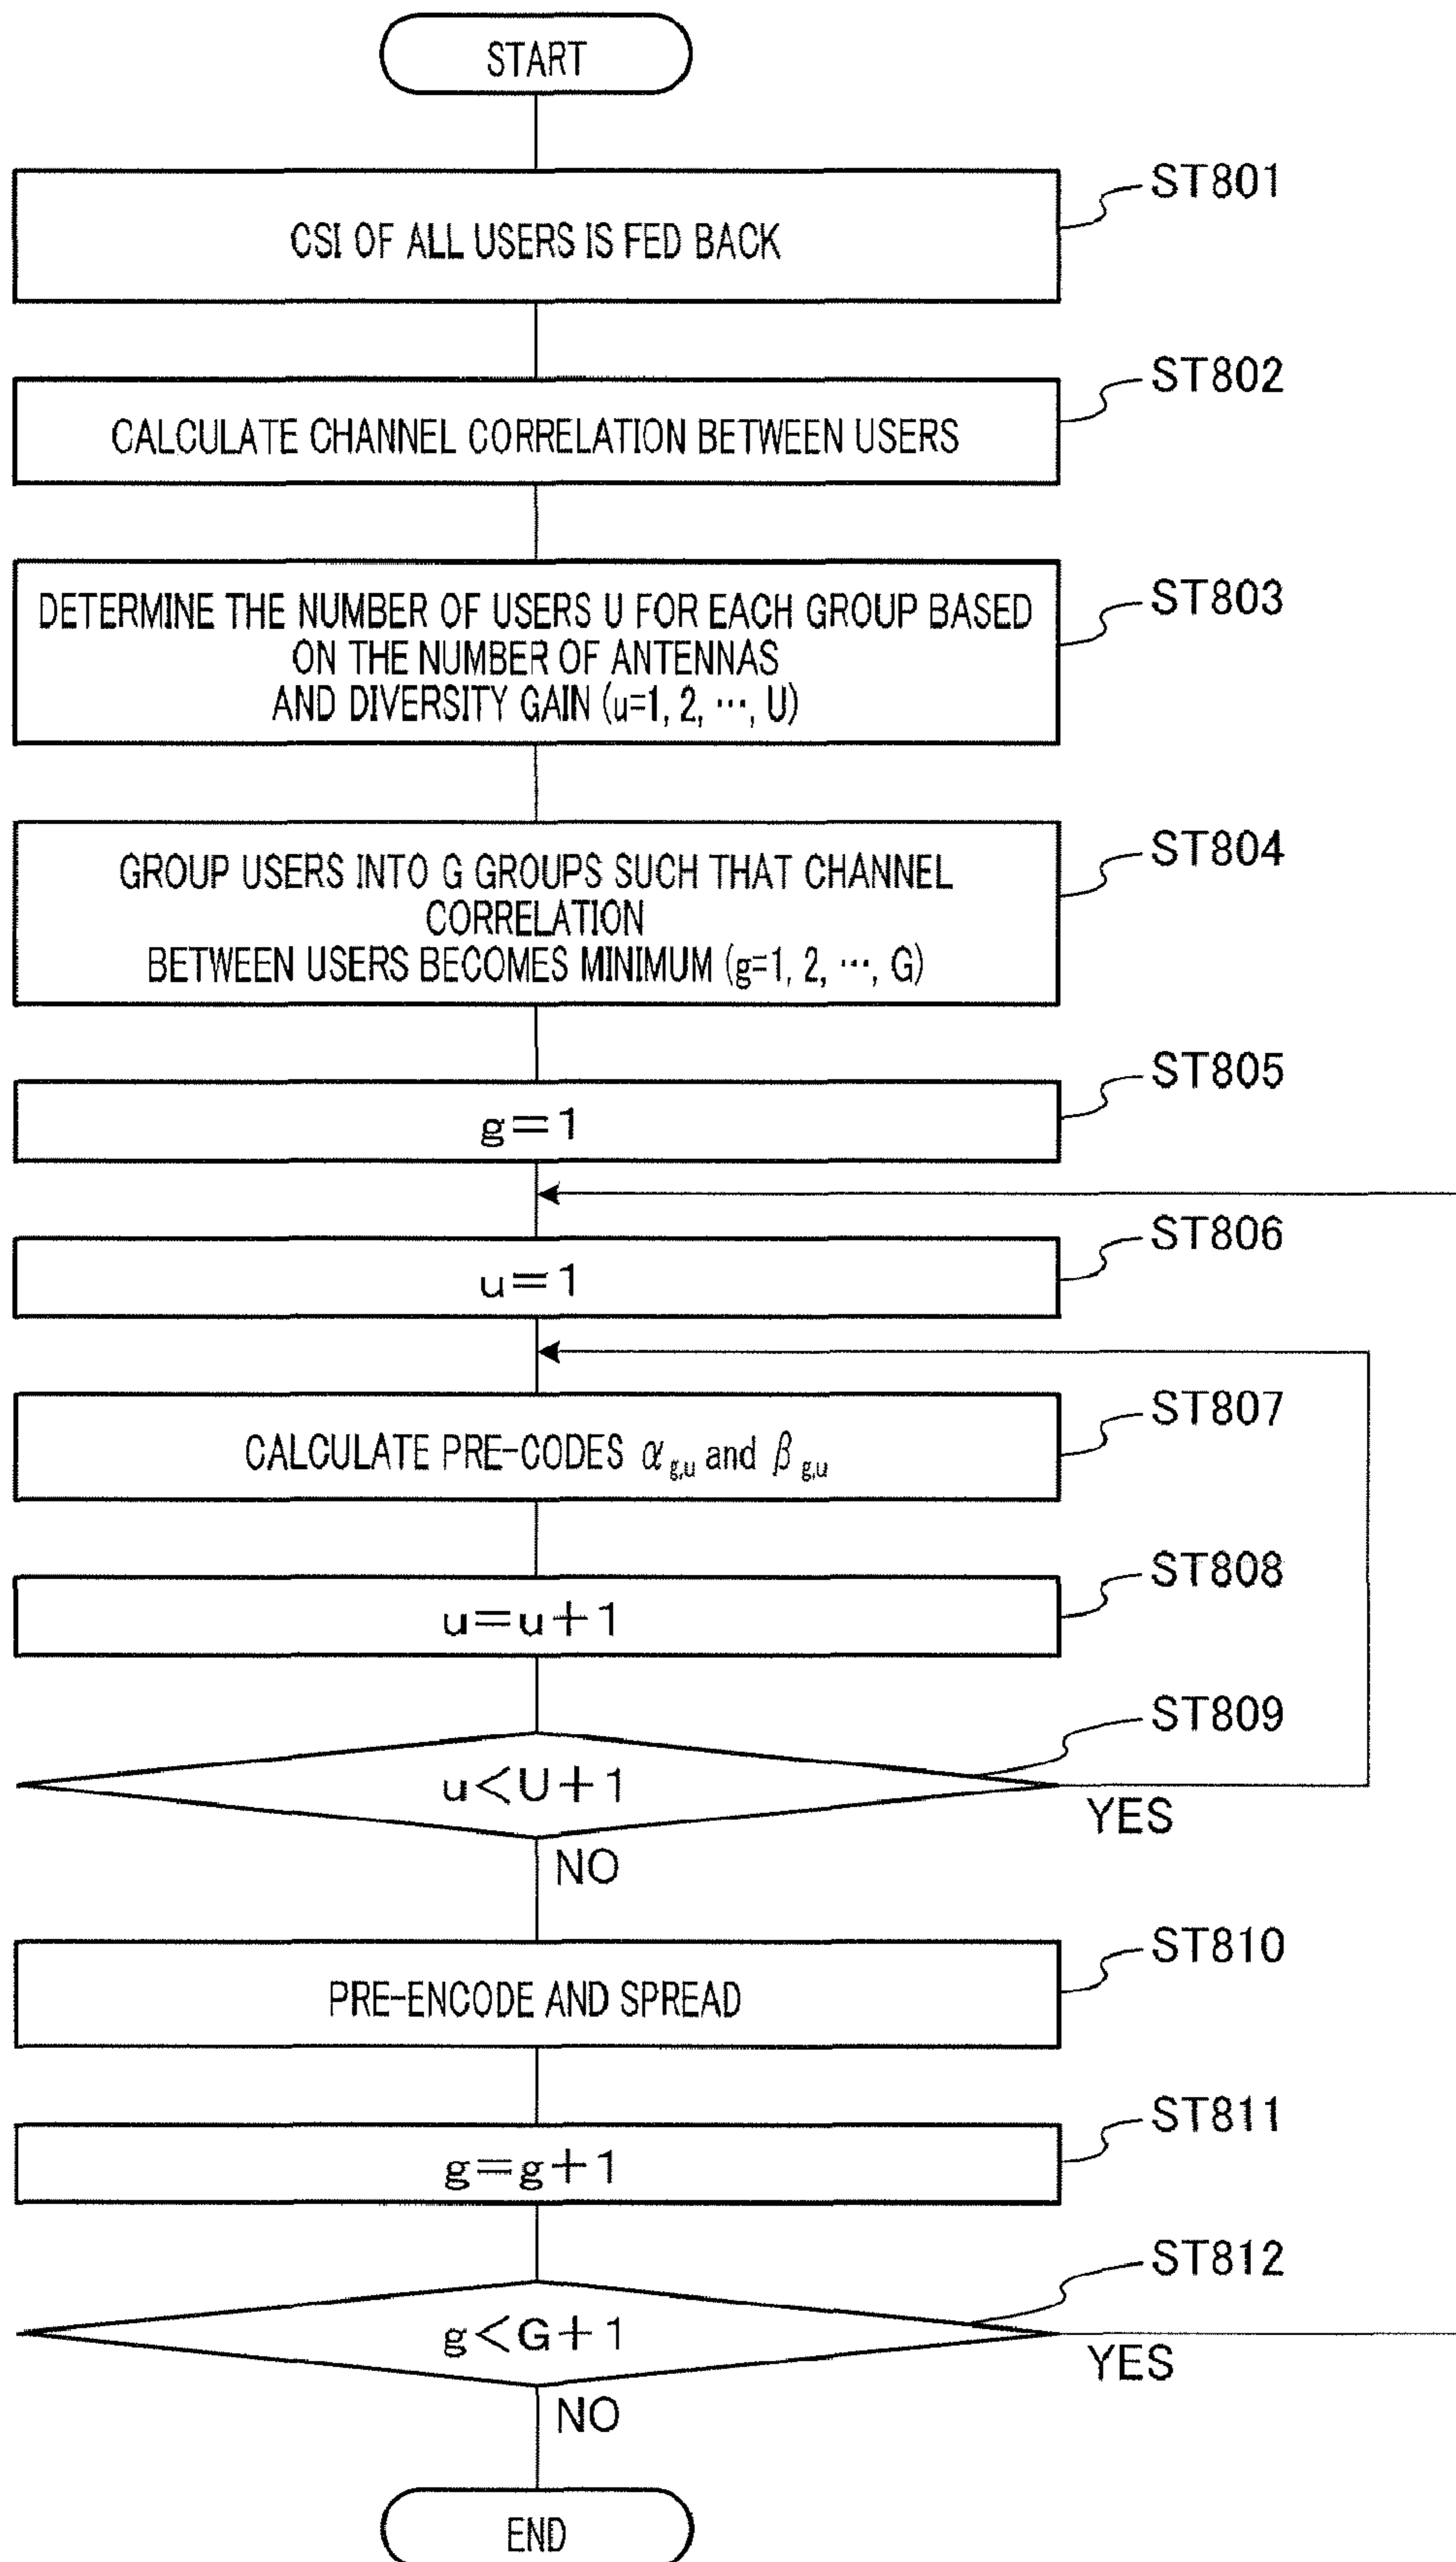 START
ST801
CSI OF ALL USERS IS FED BACK
ST802
CALCULATE CHANNEL CORRELATION BETWEEN USERS
ST803
DETERMINE THE NUMBER OF USERS U FOR EACH GROUP BASED
ON THE NUMBER OF ANTENNAS
AND DIVERSITY GAIN (u=1, 2, ···, U)
ST804
GROUP USERS INTO G GROUPS SUCH THAT CHANNEL
CORRELATION
BETWEEN USERS BECOMES MINIMUM (g=1, 2, ···, G)
ST805
g=1
ST806
u=1
ST807
CALCULATE PRE-CODES α g,u and β g,u
ST808
u=u+1
ST809
u<U+1
YES
NO
ST810
PRE-ENCODE AND SPREAD
ST811
g=g+1
ST812
g<G+1
YES
NO
END